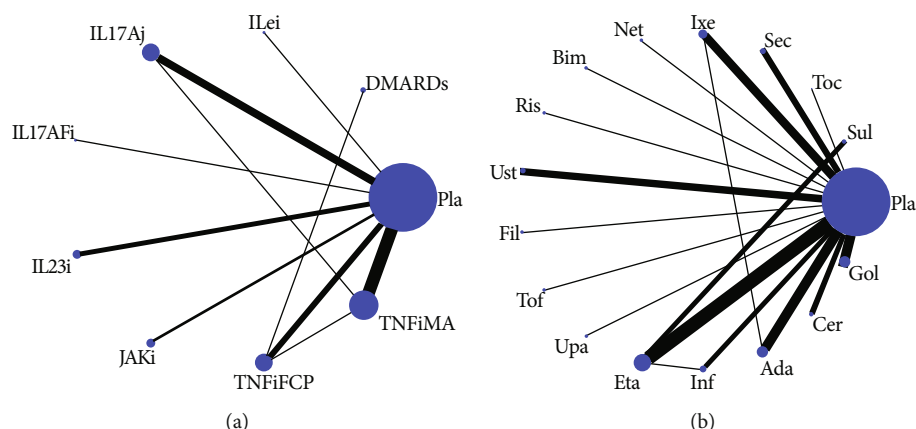 ILei
IL17Aj
DMARDs
IL17AFi
Pla
IL23i
TNFiMA
JAKi
TNFiFCP
(a)
Net
Ixe
Sec
Bim
Toc
Ris
Sul
Ust
Pla
Fil
Gol
Tof
Cer
Upa
Ada
Eta
Inf
(b)